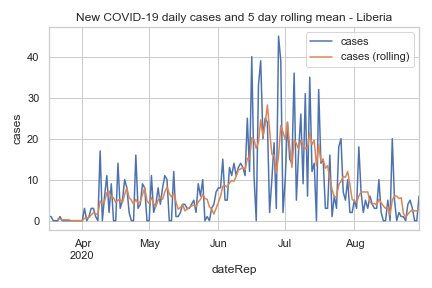 New COVID-19 daily cases and 5 day rolling mean - Liberia
cases
cases (rolling)
40
30
20
10
0
cases
Apr
2020
May
Jun
Jul
Aug
dateRep